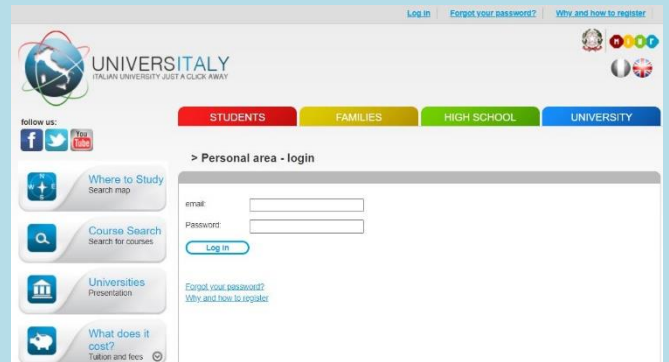 Log in Forgot your password? Why and how to register
UNIVERSITALY
ITALIAN UNIVERSITY JUST A CLICK AWAY
miur
follow us:
f You Tube
STUDENTS FAMILIES HIGH SCHOOL UNIVERSITY
> Personal area - login
Where to Study
Search map
Course Search
Search for courses
Universities
Presentation
What does it
cost?
Tuition and fees
email:
Password:
Log in
Forgot your password?
Why and how to register